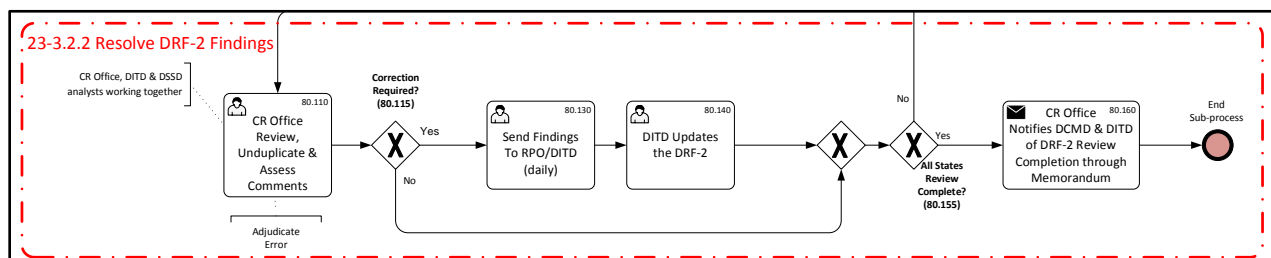 23-3.2.2 Resolve DRF-2 Findings
CR Office, DITD & DSSD
analysts working together
80.110
CR Office
Review,
Unduplicate &
Assess
Comments
Adjudicate
Error
Correction
Required?
(80.115)
X
Yes
No
80.130
Send Findings
To RPO/DITD
(daily)
80.140
DITD Updates
the DRF-2
X
X
No
Yes
All States
Review
Complete?
(80.155)
80.160
CR Office
Notifies DCMD & DITD
of DRF-2 Review
Completion through
Memorandum
End
Sub-process